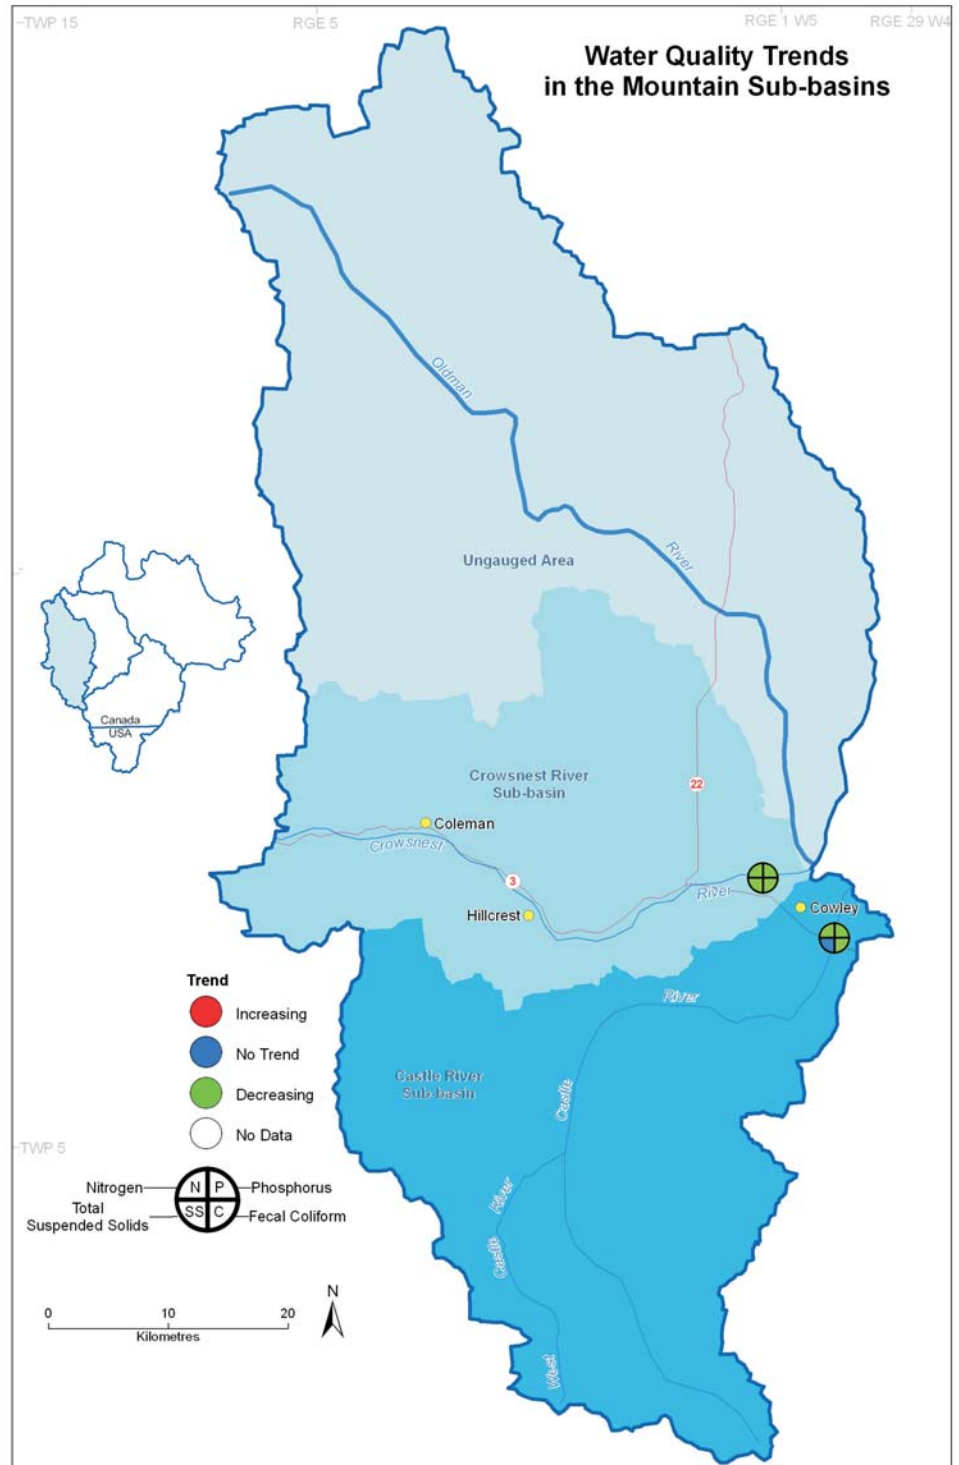 TWP 15
RGE 5
RGE 1 W5
RGE 29 W4
Water Quality Trends
in the Mountain Sub-basins
Oldman
River
Ungauged Area
Canada
USA
Crowsnest River
Sub-basin
22
Coleman
Crowsnest
3
River
Hillcrest
Cowley
River
Castle River
Sub-basin
Castle
River
Castle
West
Trend
Increasing
No Trend
Decreasing
No Data
TWP 5
Nitrogen
N
P
Phosphorus
Total
Suspended Solids
SS
C
Fecal Coliform
0
10
20
Kilometres
N